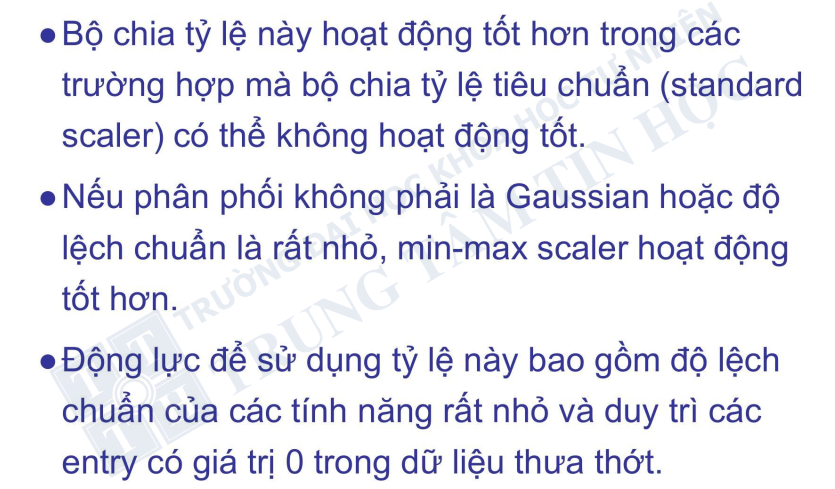 ●Bộ chia tỷ lệ này hoạt động tốt hơn trong các
trường hợp mà bộ chia tỷ lệ tiêu chuẩn (standard
scaler) có thể không hoạt động tốt.
●Nếu phân phối không phải là Gaussian hoặc độ
lệch chuẩn là rất nhỏ, min-max scaler hoạt động
tốt hơn.
●Động lực để sử dụng tỷ lệ này bao gồm độ lệch
chuẩn của các tính năng rất nhỏ và duy trì các
entry có giá trị 0 trong dữ liệu thưa thớt.
TRƯỜNG ĐẠI HỌC KHOA HỌC TỰ NHIÊN
TRUNG TÂM TIN HỌC